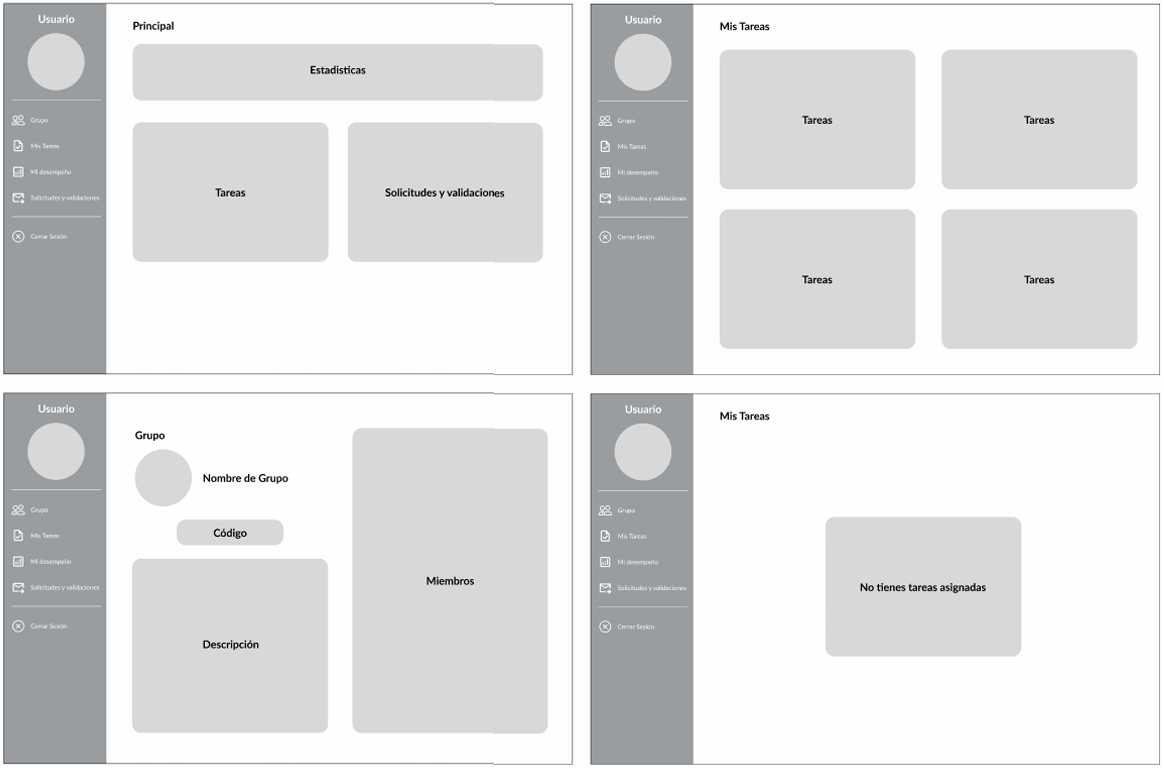 Usuario
Grupo
Mis Tareas
Mi desempeño
Solicitudes y validaciones
Cerrar Sesión
Principal
Estadisticas
Tareas
Solicitudes y validaciones
Usuario
Grupo
Mis Tareas
Mi desempeño
Solicitudes y validaciones
Cerrar Sesión
Mis Tareas
Tareas
Tareas
Tareas
Tareas
Usuario
Grupo
Mis Tareas
Mi desempeño
Solicitudes y validaciones
Cerrar Sesión
Grupo
Nombre de Grupo
Código
Descripción
Miembros
Usuario
Grupo
Mis Tareas
Mi desempeño
Solicitudes y validaciones
Cerrar Sesión
Mis Tareas
No tienes tareas asignadas